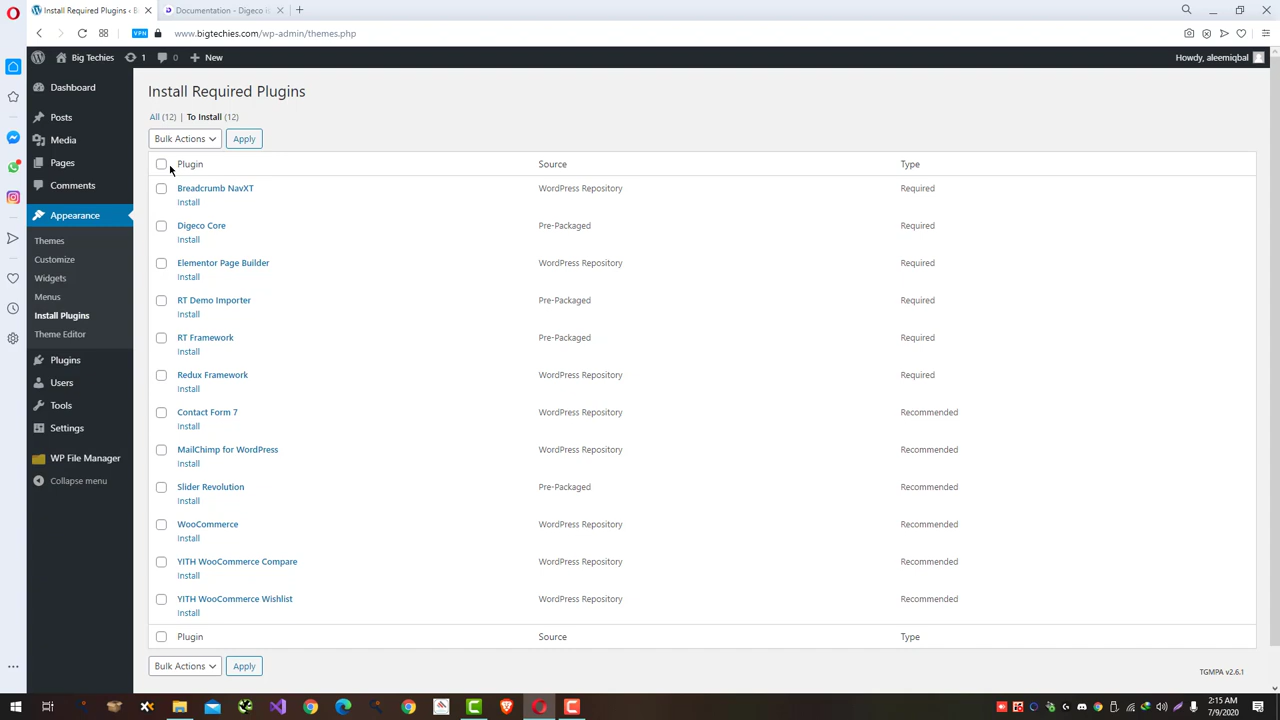 Install Required Plugins ‹ B
Documentation - Digeco
VPN
www.bigtechies.com/wp-admin/themes.php
Big Techies
1
0
New
Howdy, aleemiqbal
Dashboard
Posts
Media
Pages
Comments
Appearance
Themes
Customize
Widgets
Menus
Install Plugins
Theme Editor
Plugins
Users
Tools
Settings
WP File Manager
Collapse menu
Install Required Plugins
All (12) | To Install (12)
Bulk Actions
Apply
Plugin Source Type
Breadcrumb NavXT WordPress Repository Required
Install
Digeco Core Pre-Packaged Required
Install
Elementor Page Builder WordPress Repository Required
Install
RT Demo Importer Pre-Packaged Required
Install
RT Framework Pre-Packaged Required
Install
Redux Framework WordPress Repository Required
Install
Contact Form 7 WordPress Repository Recommended
Install
MailChimp for WordPress WordPress Repository Recommended
Install
Slider Revolution Pre-Packaged Recommended
Install
WooCommerce WordPress Repository Recommended
Install
YITH WooCommerce Compare WordPress Repository Recommended
Install
YITH WooCommerce Wishlist WordPress Repository Recommended
Install
Plugin Source Type
Bulk Actions
Apply
TGMPA v2.6.1
2:15 AM
7/9/2020